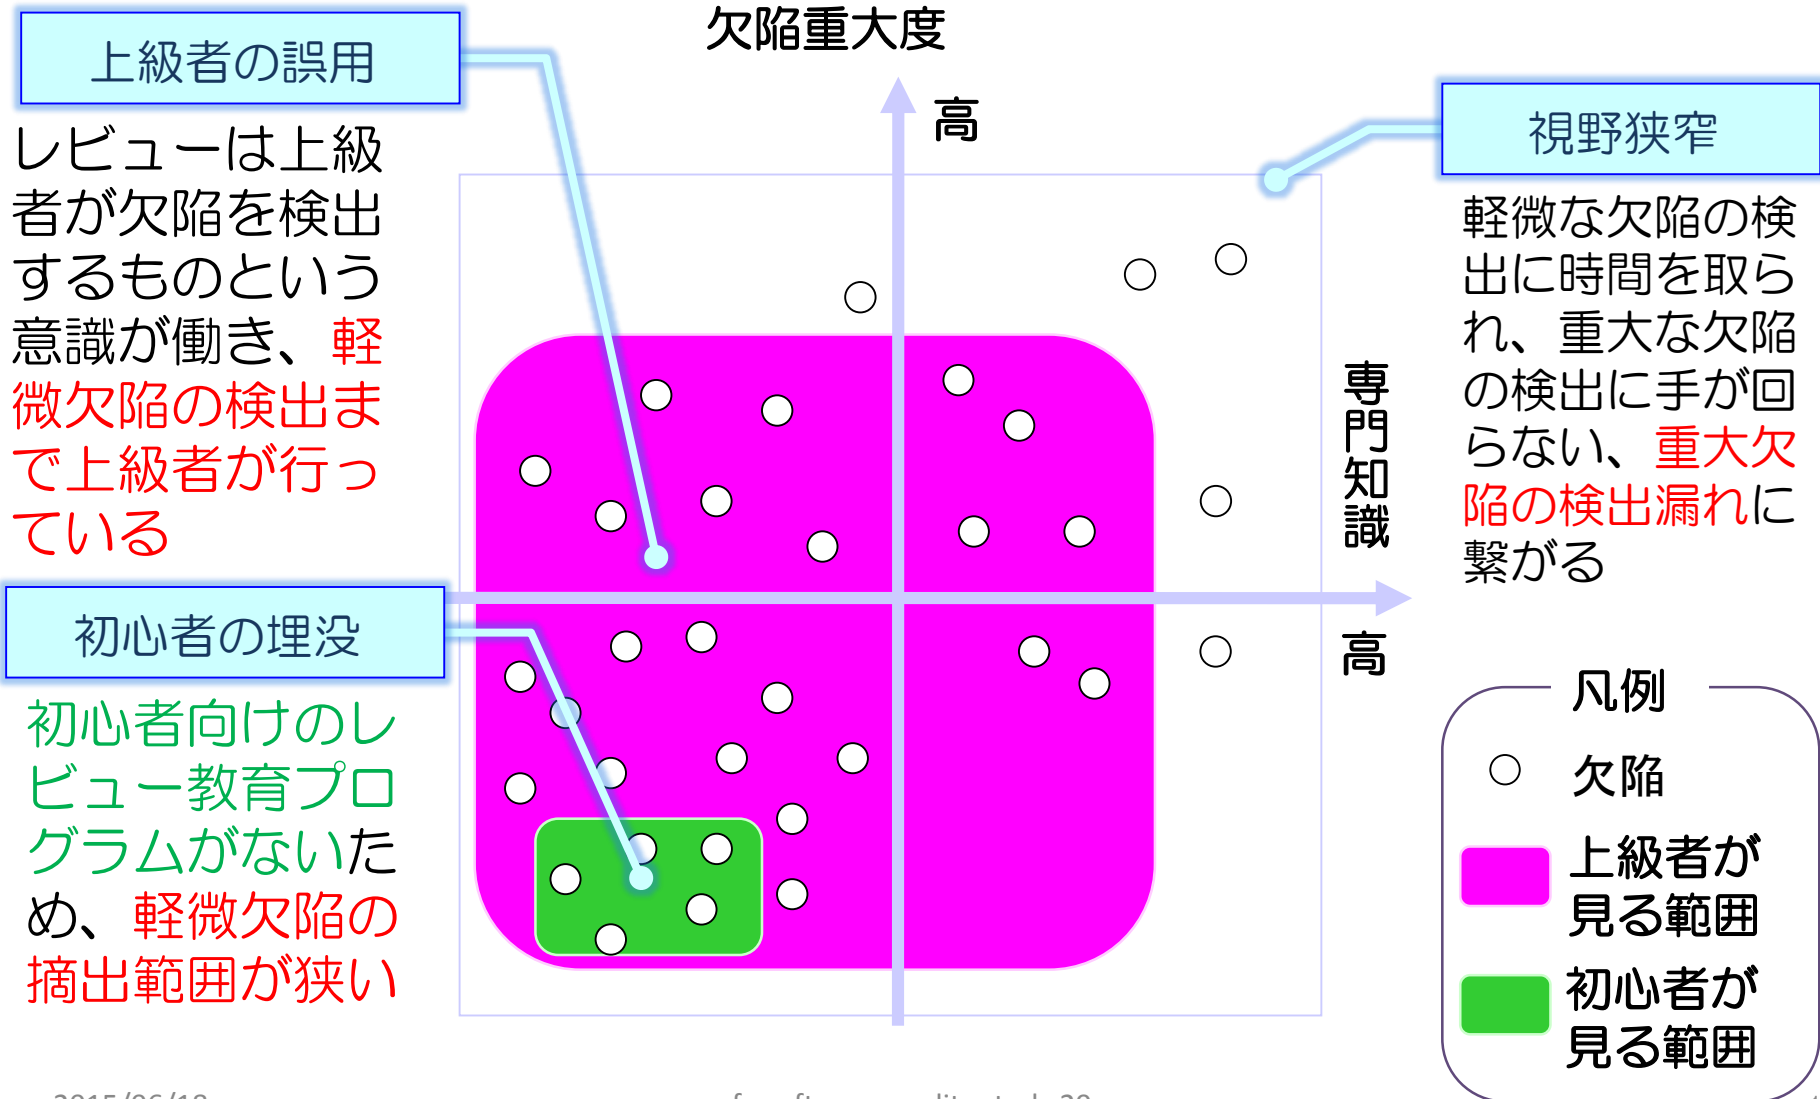 欠陥重大度
高
上級者の誤用
レビューは上級
者が欠陥を検出
するものという
意識が働き、軽
微欠陥の検出ま
で上級者が行っ
ている
初心者の埋没
初心者向けのレ
ビュー教育プロ
グラムがないた
め、軽微欠陥の
摘出範囲が狭い
視野狭窄
軽微な欠陥の検
出に時間を取ら
れ、重大な欠陥
の検出に手が回
らない、重大欠
陥の検出漏れに
繋がる
専門知識
高
凡例
欠陥
上級者が
見る範囲
初心者が
見る範囲
2015/06/18